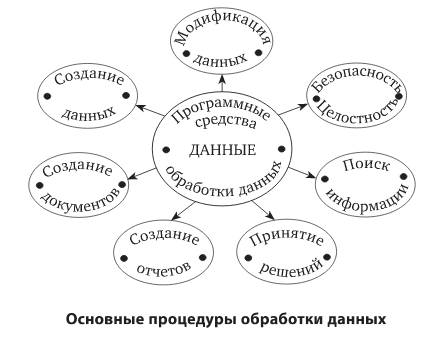 Модификация
данных
Создание
данных
Безопасность
Целостность
Программные
средства
ДАННЫЕ
обработки данных
Создание
документов
Поиск
информации
Создание
отчетов
Принятие
решений
Основные процедуры обработки данных